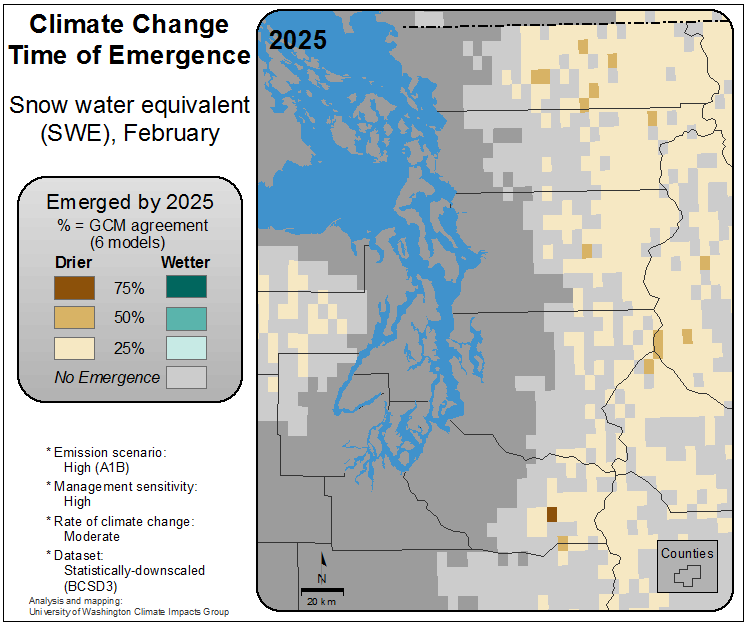 Climate Change
Time of Emergence
Snow water equivalent
(SWE), February
Emerged by 2025
% = GCM agreement
(6 models)
Drier Wetter
75%
50%
25%
No Emergence
* Emission scenario:
High (A1B)
* Management sensitivity:
High
* Rate of climate change:
Moderate
* Dataset:
Statistically-downscaled
(BCSD3)
Analysis and mapping:
University of Washington Climate Impacts Group
2025
N
20 km
Counties